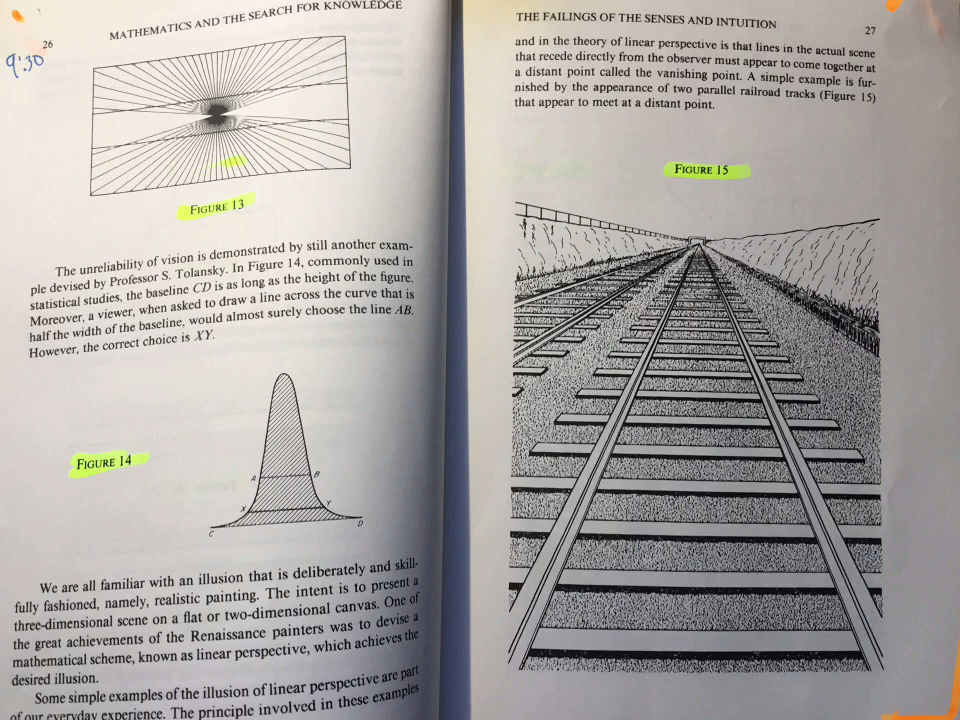 26
MATHEMATICS AND THE SEARCH FOR KNOWLEDGE
9:30
FIGURE 13
The unreliability of vision is demonstrated by still another exam-
ple devised by Professor S. Tolansky. In Figure 14, commonly used in
statistical studies, the baseline CD is as long as the height of the figure.
Moreover, a viewer, when asked to draw a line across the curve that is
half the width of the baseline, would almost surely choose the line AB.
However, the correct choice is XY.
FIGURE 14
A B
X Y
C D
We are all familiar with an illusion that is deliberately and skill-
fully fashioned, namely, realistic painting. The intent is to present a
three-dimensional scene on a flat or two-dimensional canvas. One of
the great achievements of the Renaissance painters was to devise a
mathematical scheme, known as linear perspective, which achieves the
desired illusion.
Some simple examples of the illusion of linear perspective are part
of our everyday experience. The principle involved in these examples
THE FAILINGS OF THE SENSES AND INTUITION
27
and in the theory of linear perspective is that lines in the actual scene
that recede directly from the observer must appear to come together at
a distant point called the vanishing point. A simple example is fur-
nished by the appearance of two parallel railroad tracks (Figure 15)
that appear to meet at a distant point.
FIGURE 15